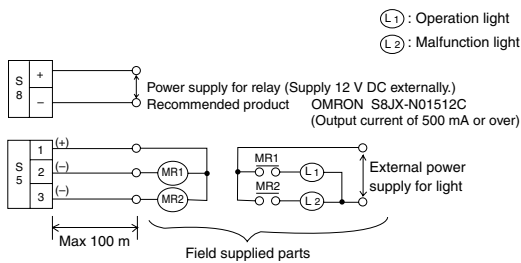 L1 : Operation light
L2 : Malfunction light
S8
+
−
Power supply for relay (Supply 12 V DC externally.)
Recommended product OMRON S8JX-N01512C
(Output current of 500 mA or over)
S5
1 (+)
2 (−)
3 (−)
MR1
MR2
MR1
L1
MR2
L2
External power
supply for light
Max 100 m
Field supplied parts